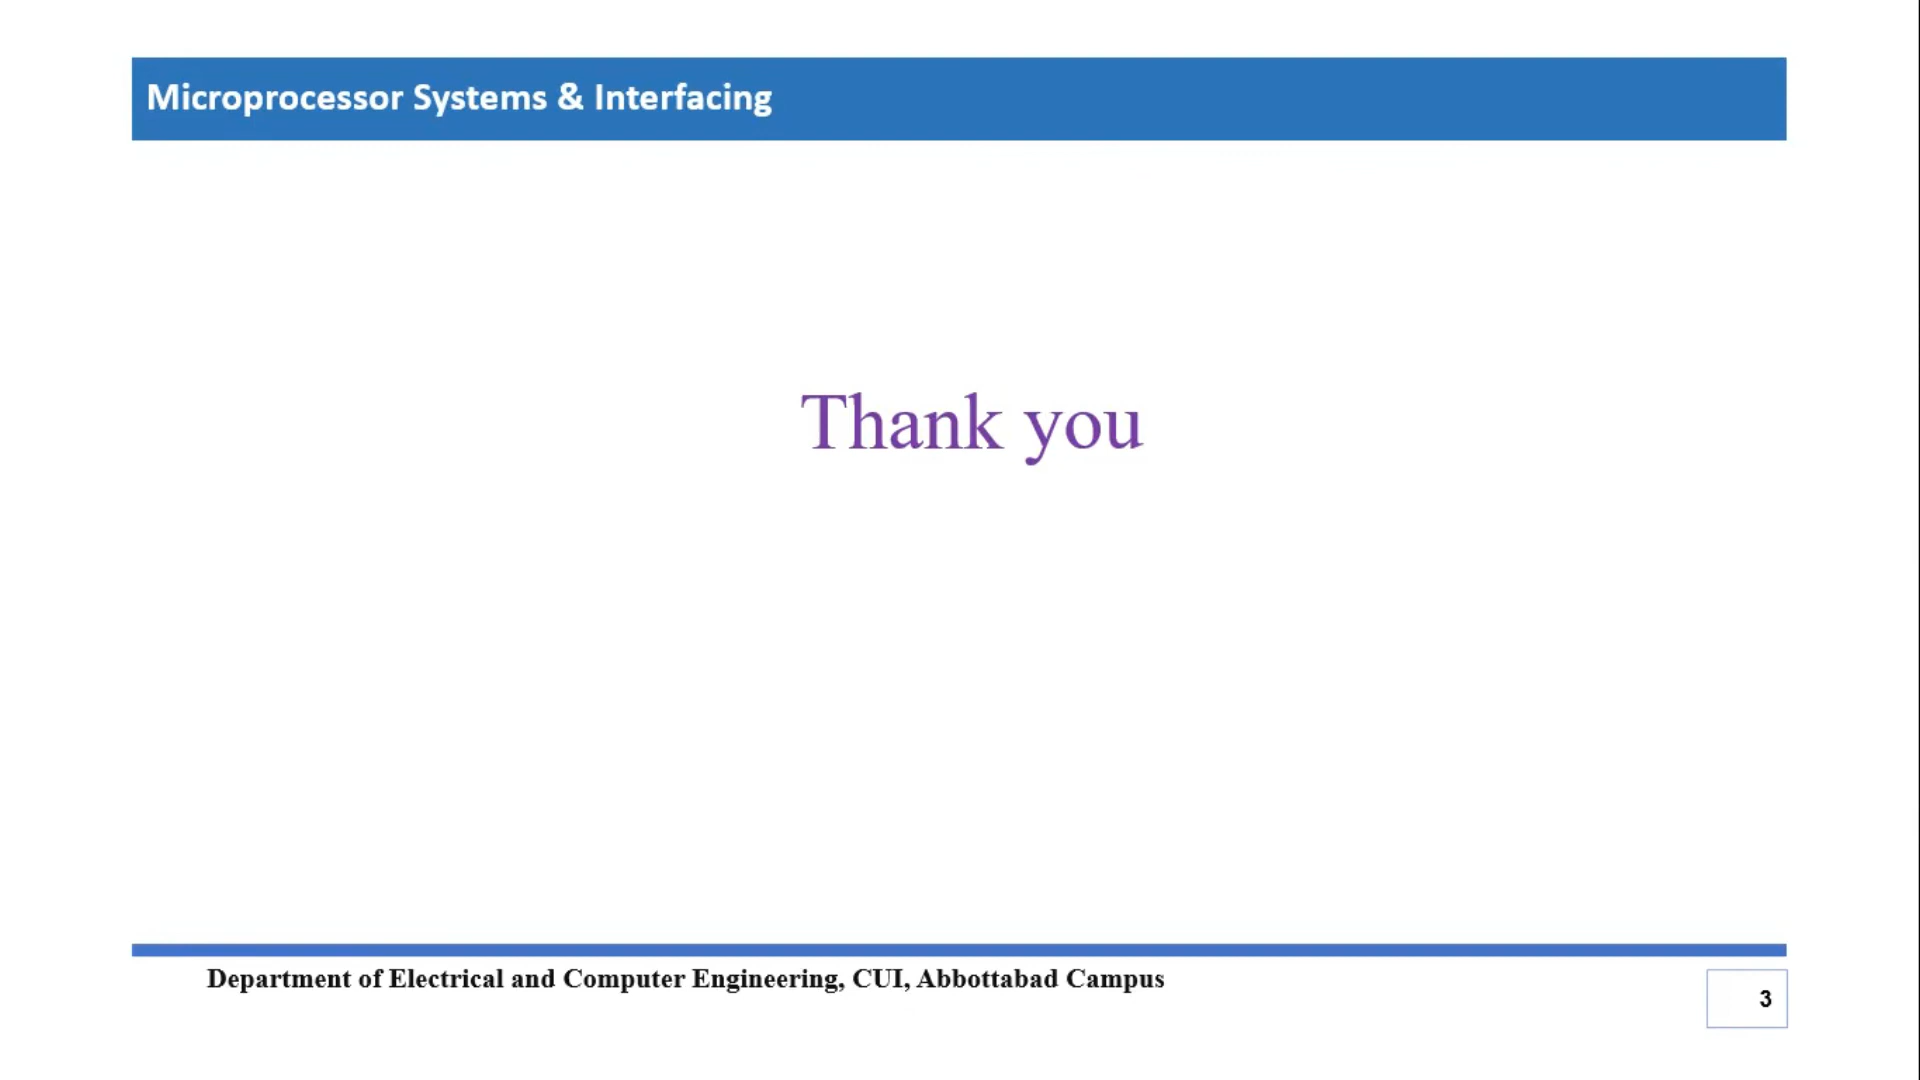 Microprocessor Systems & Interfacing
Thank you
Department of Electrical and Computer Engineering, CUI, Abbottabad Campus
3